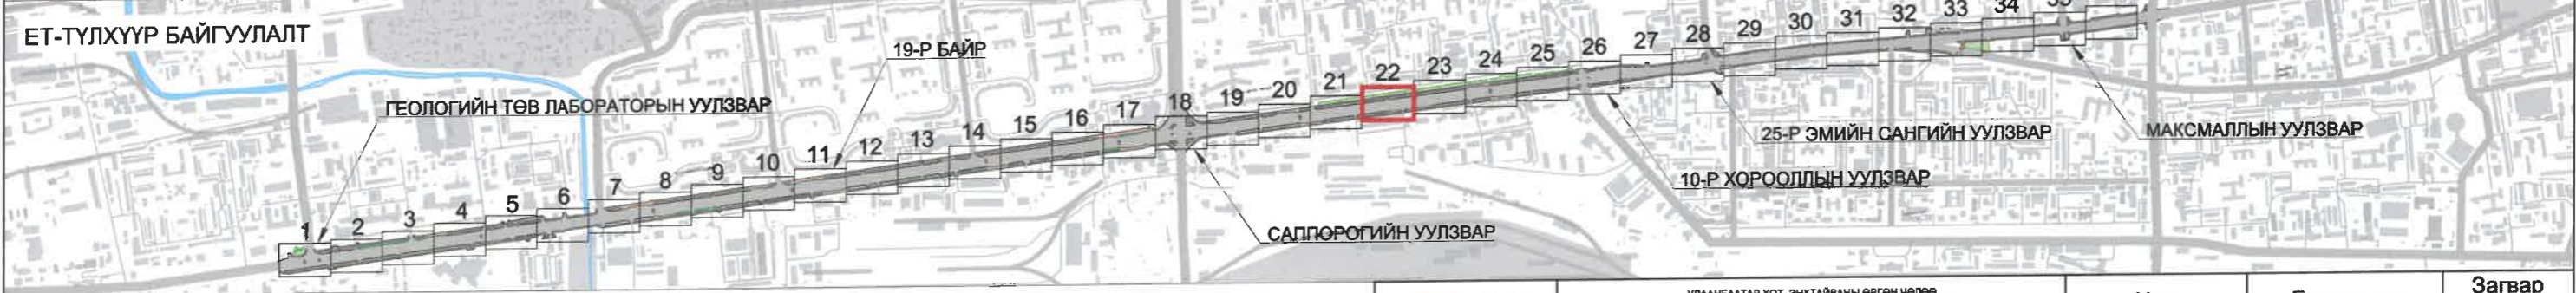 ЕТ-ТҮЛХҮҮР БАЙГУУЛАЛТ
ГЕОЛОГИЙН ТӨВ ЛАБОРАТОРЫН УУЛЗВАР
19-Р БАЙР
САППОРОГИЙН УУЛЗВАР
10-Р ХОРООЛЛЫН УУЛЗВАР
25-Р ЭМИЙН САНГИЙН УУЛЗВАР
МАКСМАЛЛЫН УУЛЗВАР
1 2 3 4 5 6 7 8 9 10 11 12 13 14 15 16 17 18 19 20 21 22 23 24 25 26 27 28 29 30 31 32 33 34
Загвар